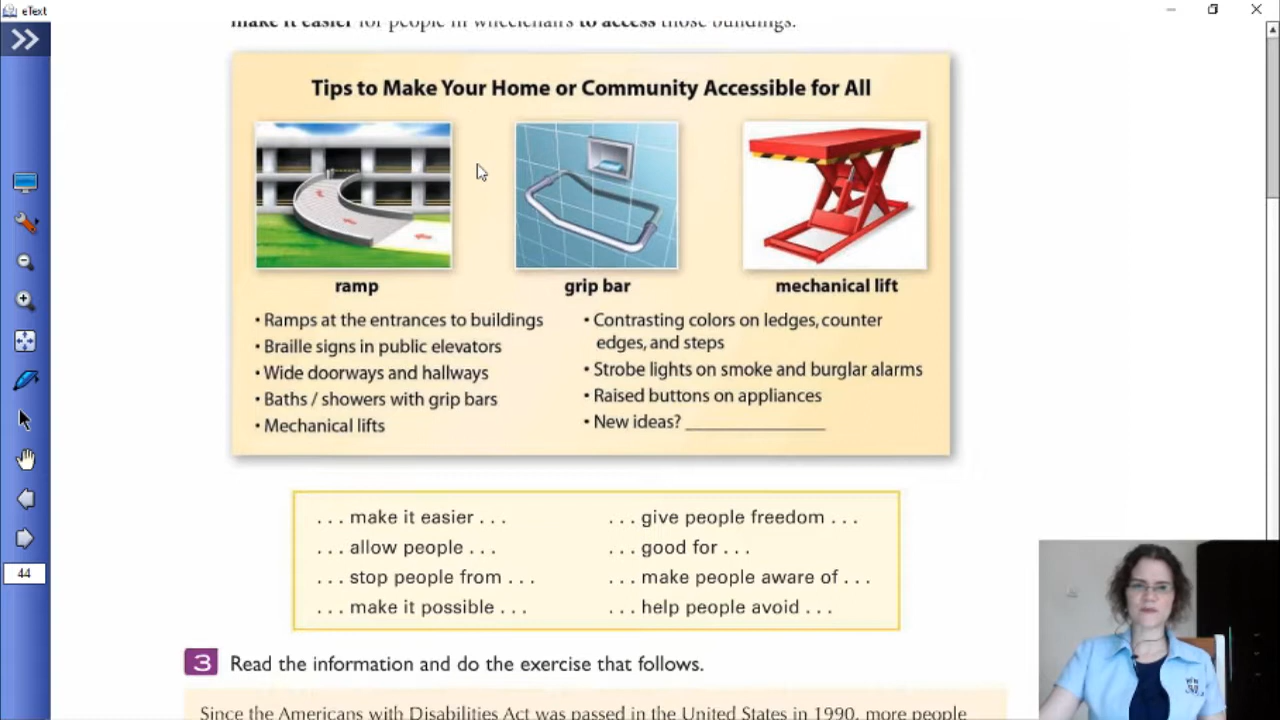 eText
make it easier for people in wheelchairs to access those buildings.
Tips to Make Your Home or Community Accessible for All
ramp
grip bar
mechanical lift
• Ramps at the entrances to buildings
• Braille signs in public elevators
• Wide doorways and hallways
• Baths / showers with grip bars
• Mechanical lifts
• Contrasting colors on ledges, counter
edges, and steps
• Strobe lights on smoke and burglar alarms
• Raised buttons on appliances
• New ideas? _______________
. . . make it easier . . .
. . . allow people . . .
. . . stop people from . . .
. . . make it possible . . .
. . . give people freedom . . .
. . . good for . . .
. . . make people aware of . . .
. . . help people avoid . . .
44
3 Read the information and do the exercise that follows.
Since the Americans with Disabilities Act was passed in the United States in 1990, more people